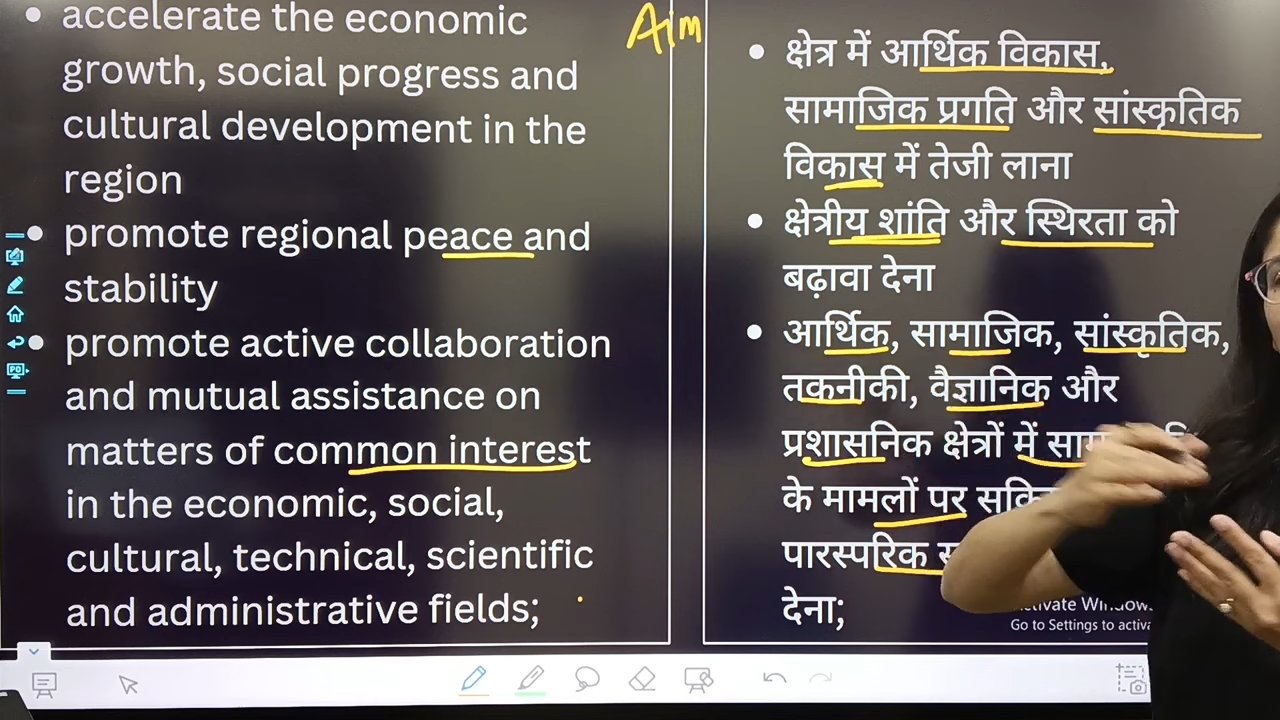 accelerate the economic
growth, social progress and
cultural development in the
region
promote regional peace and
stability
promote active collaboration
and mutual assistance on
matters of common interest
in the economic, social,
cultural, technical, scientific
and administrative fields;
Aim
क्षेत्र में आर्थिक विकास,
सामाजिक प्रगति और सांस्कृतिक
विकास में तेजी लाना
क्षेत्रीय शांति और स्थिरता को
बढ़ावा देना
आर्थिक, सामाजिक, सांस्कृतिक,
तकनीकी, वैज्ञानिक और
प्रशासनिक क्षेत्रों में
के मामलों पर
पारस्परिक
देना;
Go to Settings to